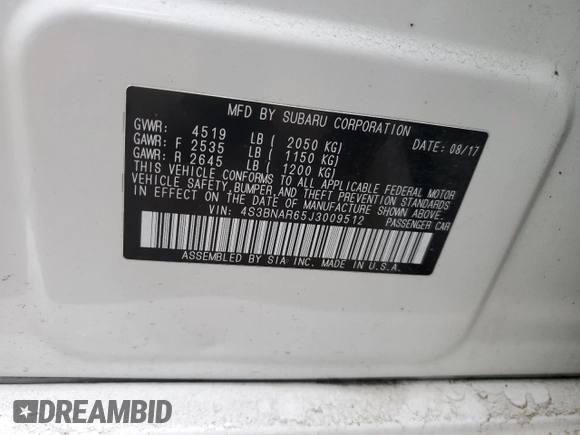 MFD BY SUBARU CORPORATION
DATE: 08/17
GVWR: 4519 LB ( 2050 KG)
GAWR: F 2535 LB ( 1150 KG)
GAWR: R 2645 LB ( 1200 KG)
THIS VEHICLE CONFORMS TO ALL APPLICABLE FEDERAL MOTOR
VEHICLE SAFETY, BUMPER, AND THEFT PREVENTION STANDARDS
IN EFFECT ON THE DATE OF MANUFACTURE SHOWN ABOVE.
VIN: 4S3BNAR65J3009512
PASSENGER CAR
ASSEMBLED BY SIA INC. MADE IN U.S.A.
DREAMBID